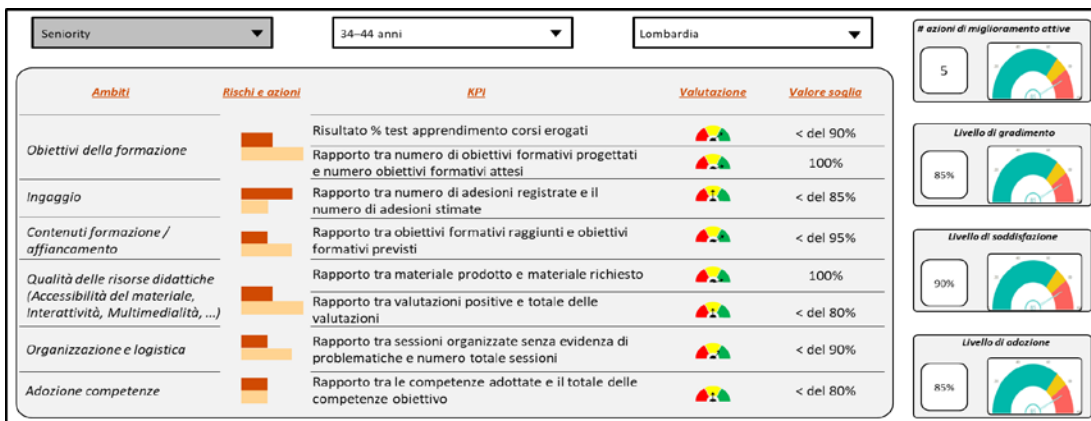 Seniority
34–44 anni
Lombardia
Ambiti
Rischi e azioni
KPI
Valutazione
Valore soglia
Obiettivi della formazione
Risultato % test apprendimento corsi erogati
< del 90%
Rapporto tra numero di obiettivi formativi progettati
e numero obiettivi formativi attesi
100%
Ingaggio
Rapporto tra numero di adesioni registrate e il
numero di adesioni stimate
< del 85%
Contenuti formazione /
affiancamento
Rapporto tra obiettivi formativi raggiunti e obiettivi
formativi previsti
< del 95%
Qualità delle risorse didattiche
(Accessibilità del materiale,
Interattività, Multimedialità, ...)
Rapporto tra materiale prodotto e materiale richiesto
100%
Rapporto tra valutazioni positive e totale delle
valutazioni
< del 80%
Organizzazione e logistica
Rapporto tra sessioni organizzate senza evidenza di
problematiche e numero totale sessioni
< del 90%
Adozione competenze
Rapporto tra le competenze adottate e il totale delle
competenze obiettivo
< del 80%
# azioni di miglioramento attive
5
Livello di gradimento
85%
Livello di soddisfazione
90%
Livello di adozione
85%